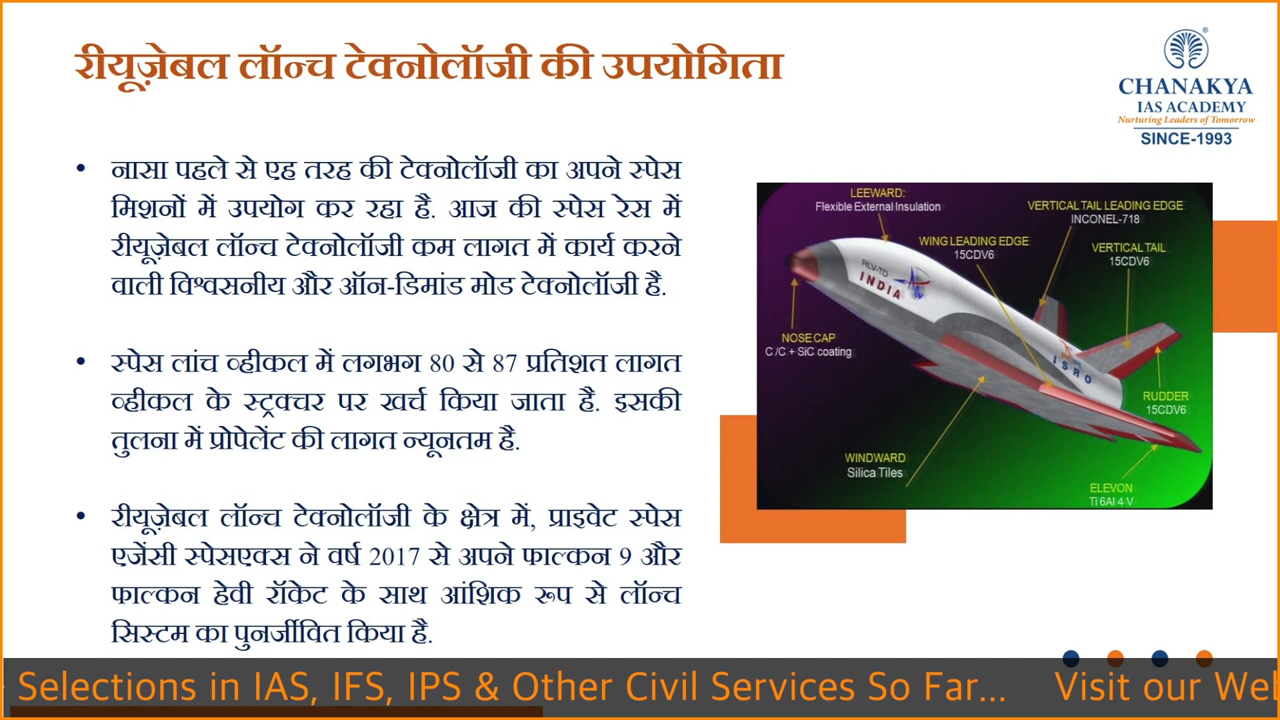 रीयूज़ेबल लॉन्च टेक्नोलॉजी की उपयोगिता
CHANAKYA
IAS ACADEMY
Nurturing Leaders of Tomorrow
SINCE-1993
• नासा पहले से एह तरह की टेक्नोलॉजी का अपने स्पेस
मिशनों में उपयोग कर रहा है. आज की स्पेस रेस में
रीयूज़ेबल लॉन्च टेक्नोलॉजी कम लागत में कार्य करने
वाली विश्वसनीय और ऑन-डिमांड मोड टेक्नोलॉजी है.
• स्पेस लांच व्हीकल में लगभग 80 से 87 प्रतिशत लागत
व्हीकल के स्ट्रक्चर पर खर्च किया जाता है. इसकी
तुलना में प्रोपेलेंट की लागत न्यूनतम है.
• रीयूज़ेबल लॉन्च टेक्नोलॉजी के क्षेत्र में, प्राइवेट स्पेस
एजेंसी स्पेसएक्स ने वर्ष 2017 से अपने फाल्कन 9 और
फाल्कन हेवी रॉकेट के साथ आंशिक रूप से लॉन्च
सिस्टम का पुनर्जीवित किया है.
LEEWARD:
Flexible External Insulation
VERTICAL TAIL LEADING EDGE
INCONEL-718
WING LEADING EDGE
15CDV6
VERTICAL TAIL
15CDV6
RLV-TD
INDIA
NOSE CAP
C /C + SiC coating
ISRO
RUDDER
15CDV6
WINDWARD
Silica Tiles
ELEVON
Ti 6Al 4 V
Selections in IAS, IFS, IPS & Other Civil Services So Far... Visit our Web